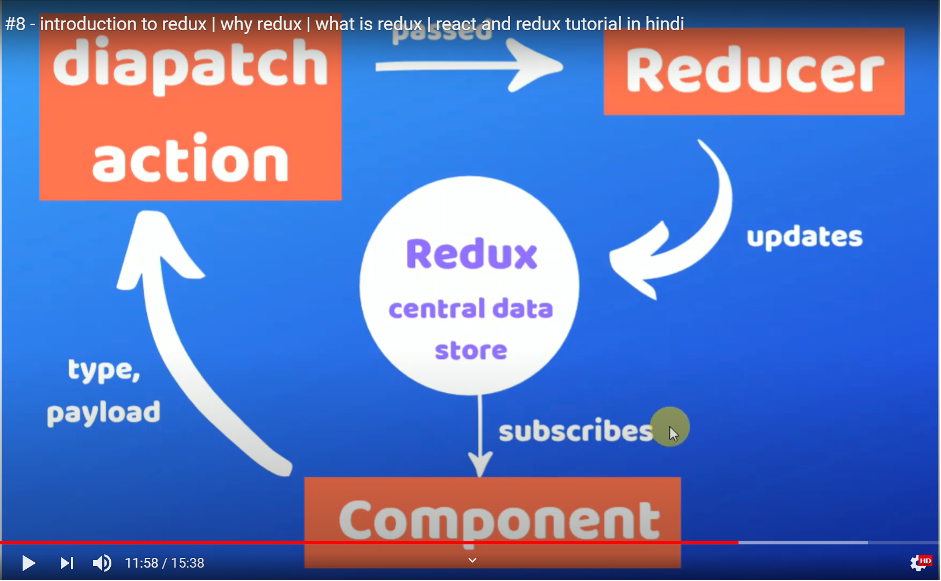 #8 - introduction to redux | why redux | what is redux | react and redux tutorial in hindi
diapatch
action
passed
Reducer
updates
Redux
central data
store
type,
payload
subscribes
Component
11:58 / 15:38
HD